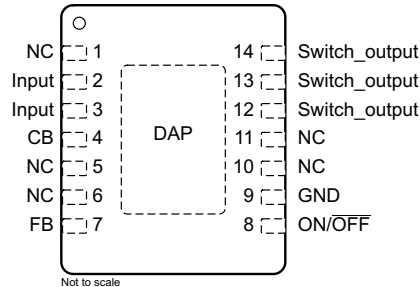 NC 1 14 Switch_output
Input 2 13 Switch_output
Input 3 12 Switch_output
CB 4 DAP 11 NC
NC 5 10 NC
NC 6 9 GND
FB 7 8 ON/OFF
Not to scale